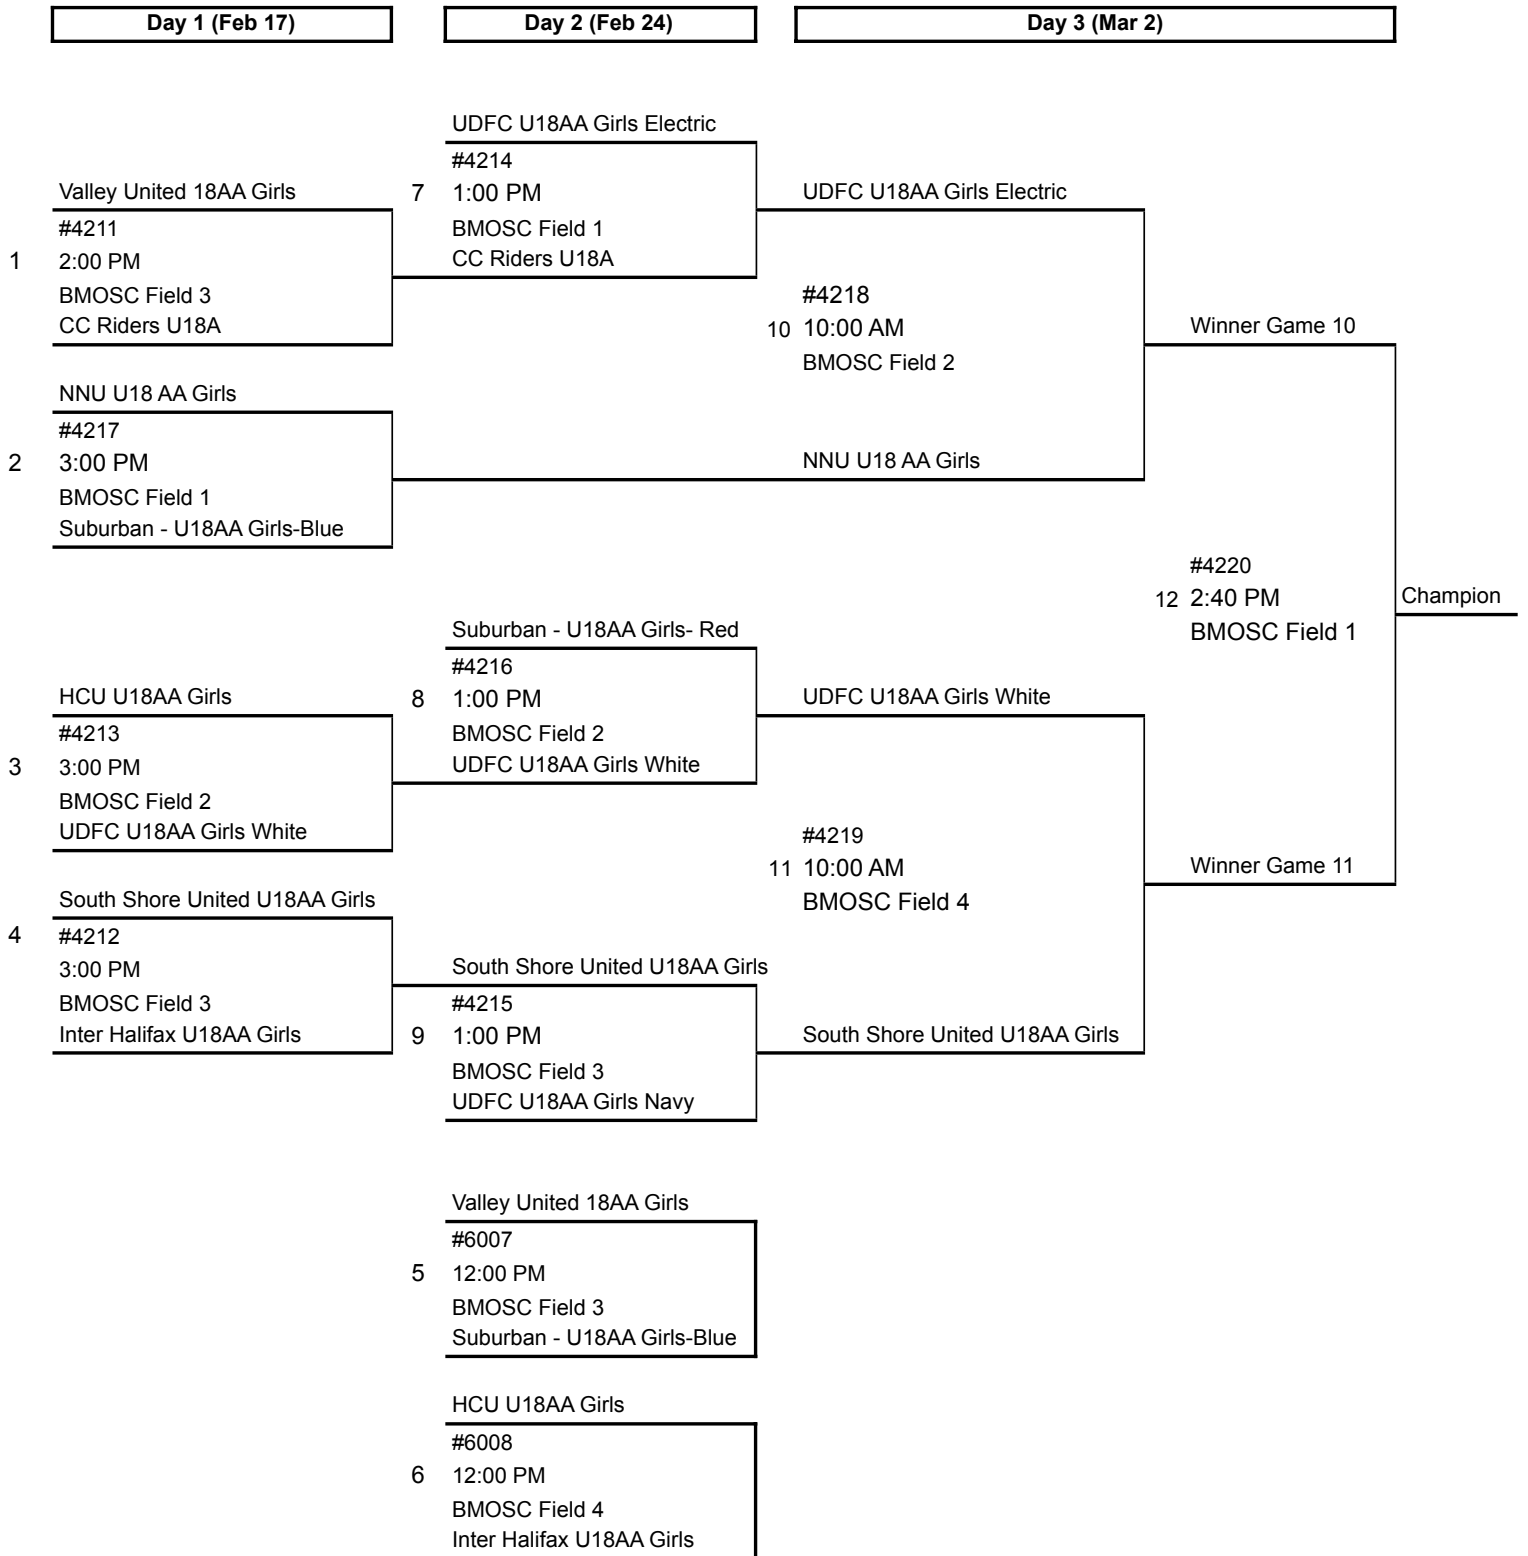 Day 1 (Feb 17)
Day 2 (Feb 24)
Day 3 (Mar 2)
Valley United 18AA Girls
#4211
1
2:00 PM
BMOSC Field 3
CC Riders U18A
NNU U18 AA Girls
#4217
2
3:00 PM
BMOSC Field 1
Suburban - U18AA Girls-Blue
HCU U18AA Girls
#4213
3
3:00 PM
BMOSC Field 2
UDFC U18AA Girls White
South Shore United U18AA Girls
4
#4212
3:00 PM
BMOSC Field 3
Inter Halifax U18AA Girls
UDFC U18AA Girls Electric
#4214
7
1:00 PM
BMOSC Field 1
CC Riders U18A
Suburban - U18AA Girls- Red
#4216
8
1:00 PM
BMOSC Field 2
UDFC U18AA Girls White
South Shore United U18AA Girls
#4215
9
1:00 PM
BMOSC Field 3
UDFC U18AA Girls Navy
Valley United 18AA Girls
#6007
5
12:00 PM
BMOSC Field 3
Suburban - U18AA Girls-Blue
HCU U18AA Girls
#6008
6
12:00 PM
BMOSC Field 4
Inter Halifax U18AA Girls
UDFC U18AA Girls Electric
#4218
10
10:00 AM
BMOSC Field 2
NNU U18 AA Girls
UDFC U18AA Girls White
#4219
11
10:00 AM
BMOSC Field 4
South Shore United U18AA Girls
Winner Game 10
#4220
12
2:40 PM
BMOSC Field 1
Winner Game 11
Champion